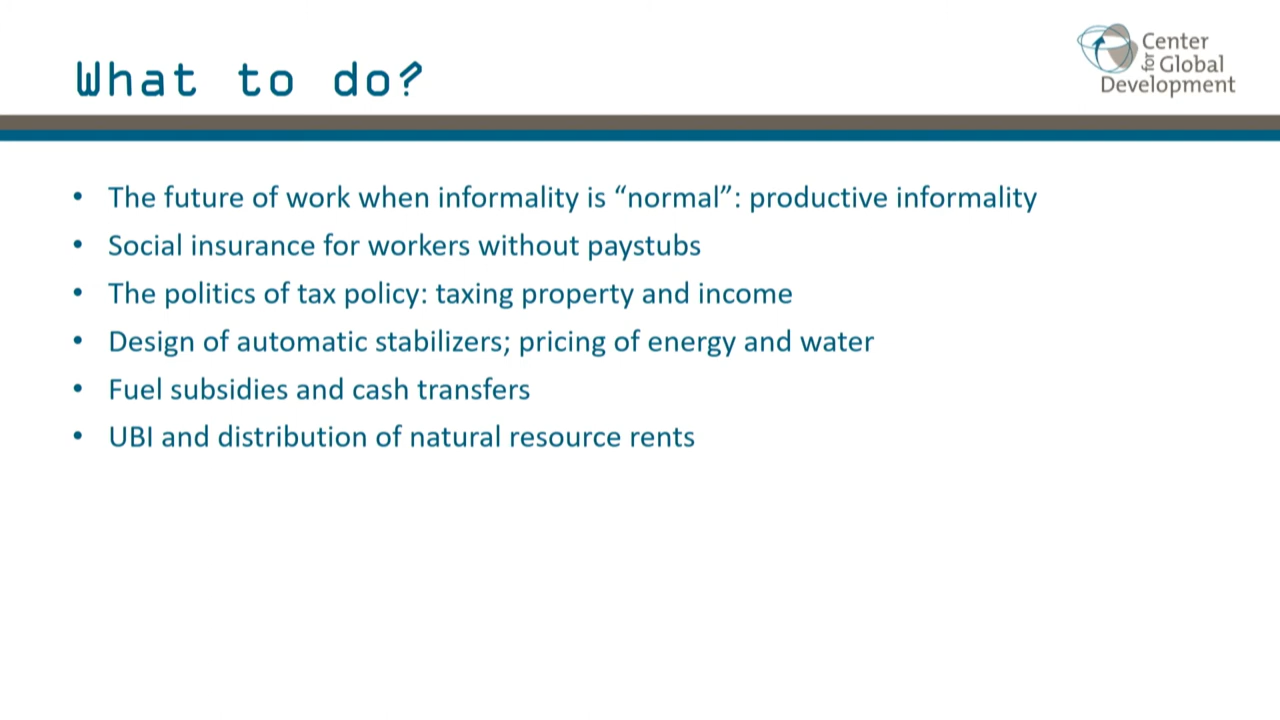 What to do?
Center
for Global
Development
• The future of work when informality is “normal”: productive informality
• Social insurance for workers without paystubs
• The politics of tax policy: taxing property and income
• Design of automatic stabilizers; pricing of energy and water
• Fuel subsidies and cash transfers
• UBI and distribution of natural resource rents